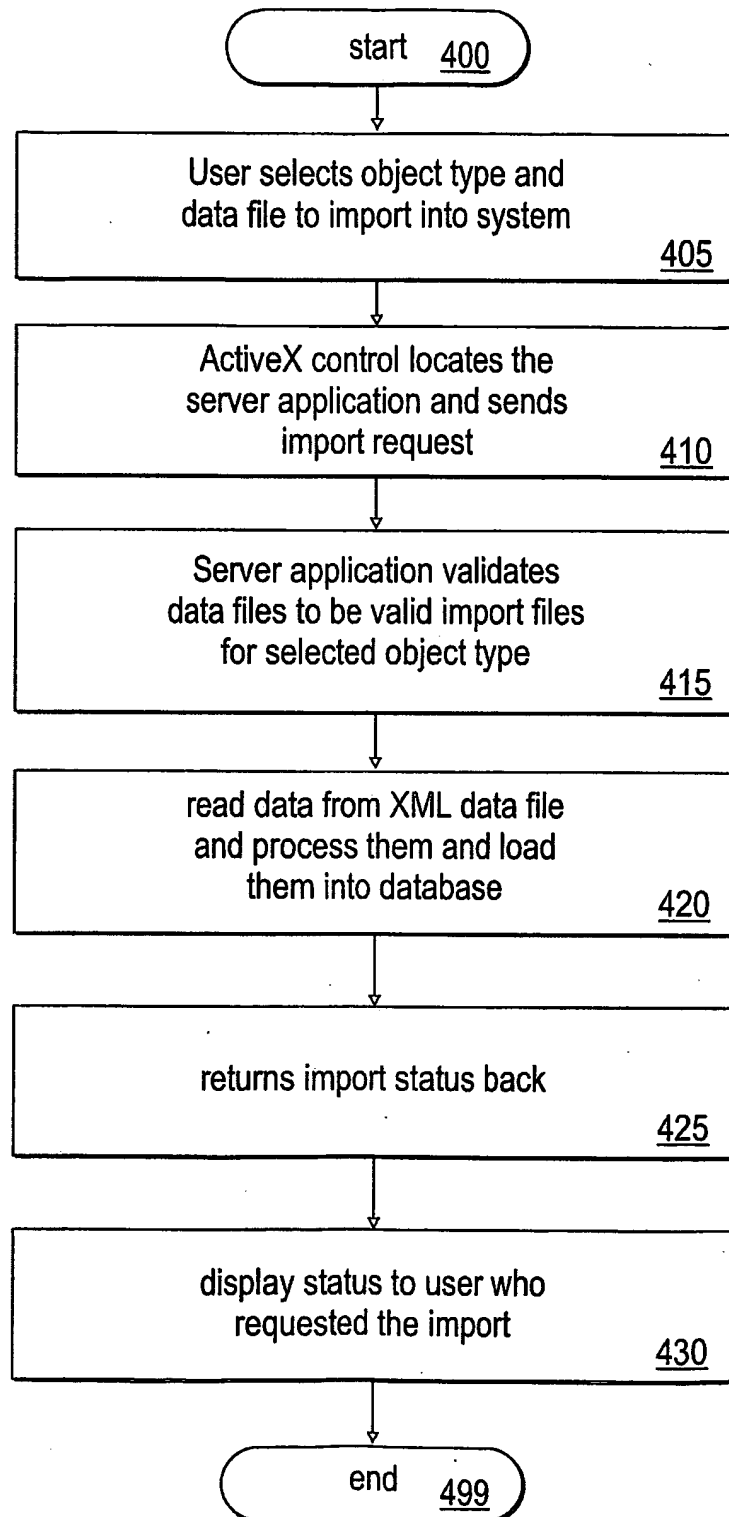 start 400
User selects object type and
data file to import into system
405
ActiveX control locates the
server application and sends
import request
410
Server application validates
data files to be valid import files
for selected object type
415
read data from XML data file
and process them and load
them into database
420
returns import status back
425
display status to user who
requested the import
430
end 499